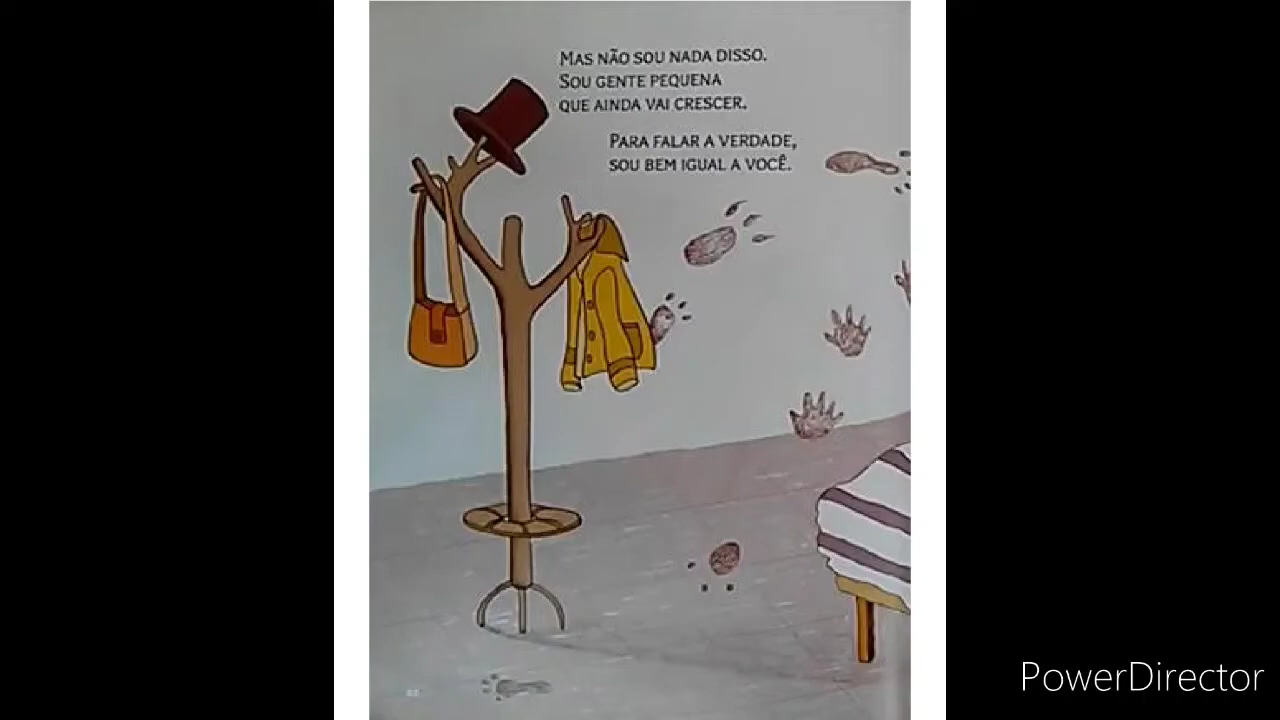 MAS NÃO SOU NADA DISSO.
SOU GENTE PEQUENA
QUE AINDA VAI CRESCER.
PARA FALAR A VERDADE,
SOU BEM IGUAL A VOCÊ.
PowerDirector